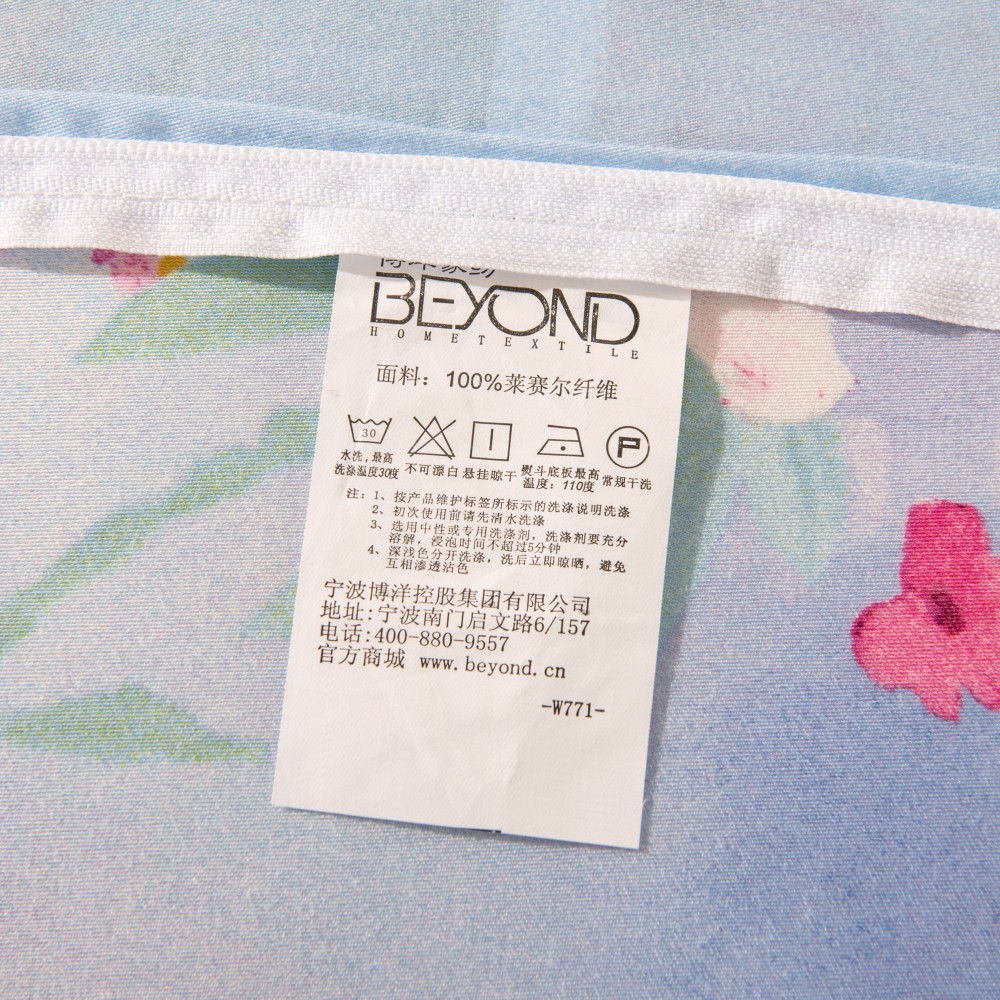 BEYOND
HOMETEXTILE
面料：100%莱赛尔纤维
30
P
水洗,最高
洗涤温度30度
不可漂白
悬挂晾干
熨斗底板最高
温度：110度
常规干洗
注：1、按产品维护标签所标示的洗涤说明洗涤
2、初次使用前请先清水洗涤
3、选用中性或专用洗涤剂，洗涤剂要充分
溶解，浸泡时间不超过5分钟
4、深浅色分开洗涤，洗后立即晾晒，避免
互相渗透沾色
宁波博洋控股集团有限公司
地址:宁波南门启文路6/157
电话:400-880-9557
官方商城 www.beyond.cn
-W771-